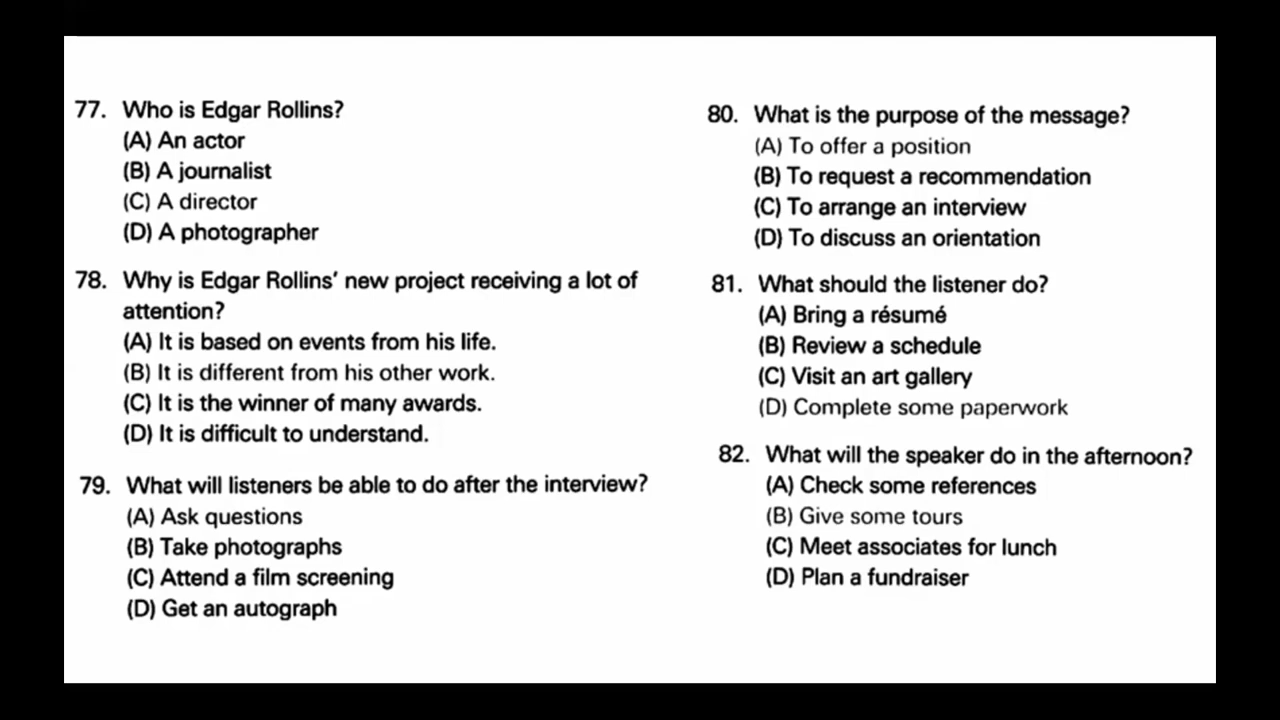 77. Who is Edgar Rollins?
(A) An actor
(B) A journalist
(C) A director
(D) A photographer
78. Why is Edgar Rollins' new project receiving a lot of
attention?
(A) It is based on events from his life.
(B) It is different from his other work.
(C) It is the winner of many awards.
(D) It is difficult to understand.
79. What will listeners be able to do after the interview?
(A) Ask questions
(B) Take photographs
(C) Attend a film screening
(D) Get an autograph
80. What is the purpose of the message?
(A) To offer a position
(B) To request a recommendation
(C) To arrange an interview
(D) To discuss an orientation
81. What should the listener do?
(A) Bring a résumé
(B) Review a schedule
(C) Visit an art gallery
(D) Complete some paperwork
82. What will the speaker do in the afternoon?
(A) Check some references
(B) Give some tours
(C) Meet associates for lunch
(D) Plan a fundraiser